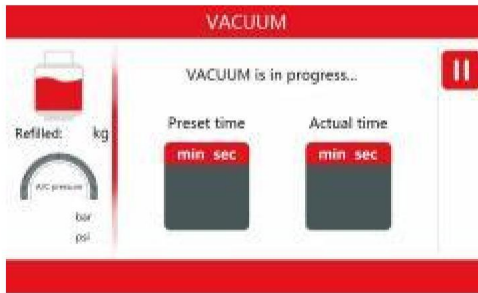 VACUUM
VACUUM is in progress...
Refilled: kg
A/C pressure
bar
psi
Preset time
min sec
Actual time
min sec